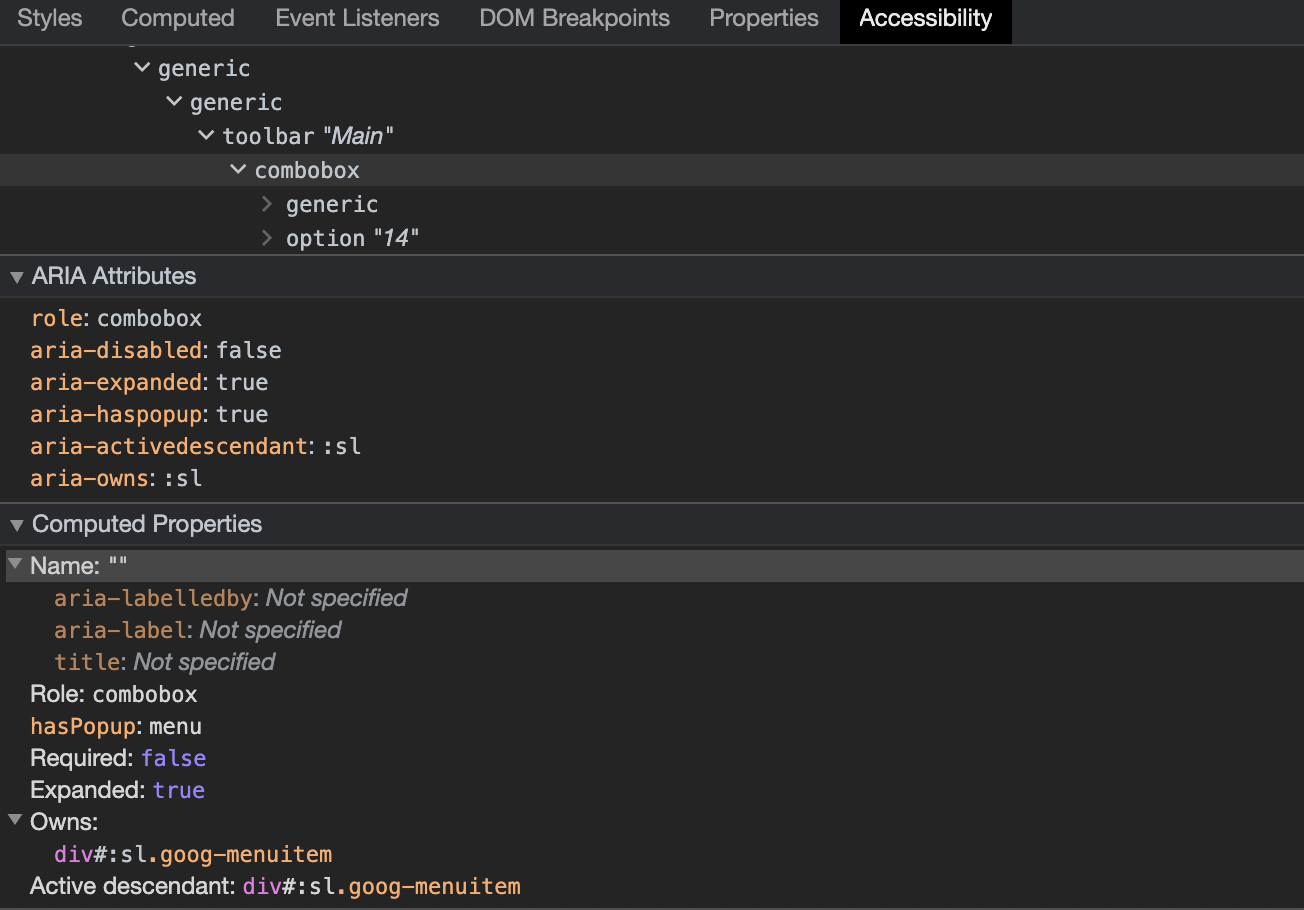 Styles Computed Event Listeners DOM Breakpoints Properties Accessibility
generic
generic
toolbar "Main"
combobox
generic
option "14"
ARIA Attributes
role: combobox
aria-disabled: false
aria-expanded: true
aria-haspopup: true
aria-activedescendant: :sl
aria-owns: :sl
Computed Properties
Name: ""
aria-labelledby: Not specified
aria-label: Not specified
title: Not specified
Role: combobox
hasPopup: menu
Required: false
Expanded: true
Owns:
div#:sl.goog-menuitem
Active descendant: div#:sl.goog-menuitem